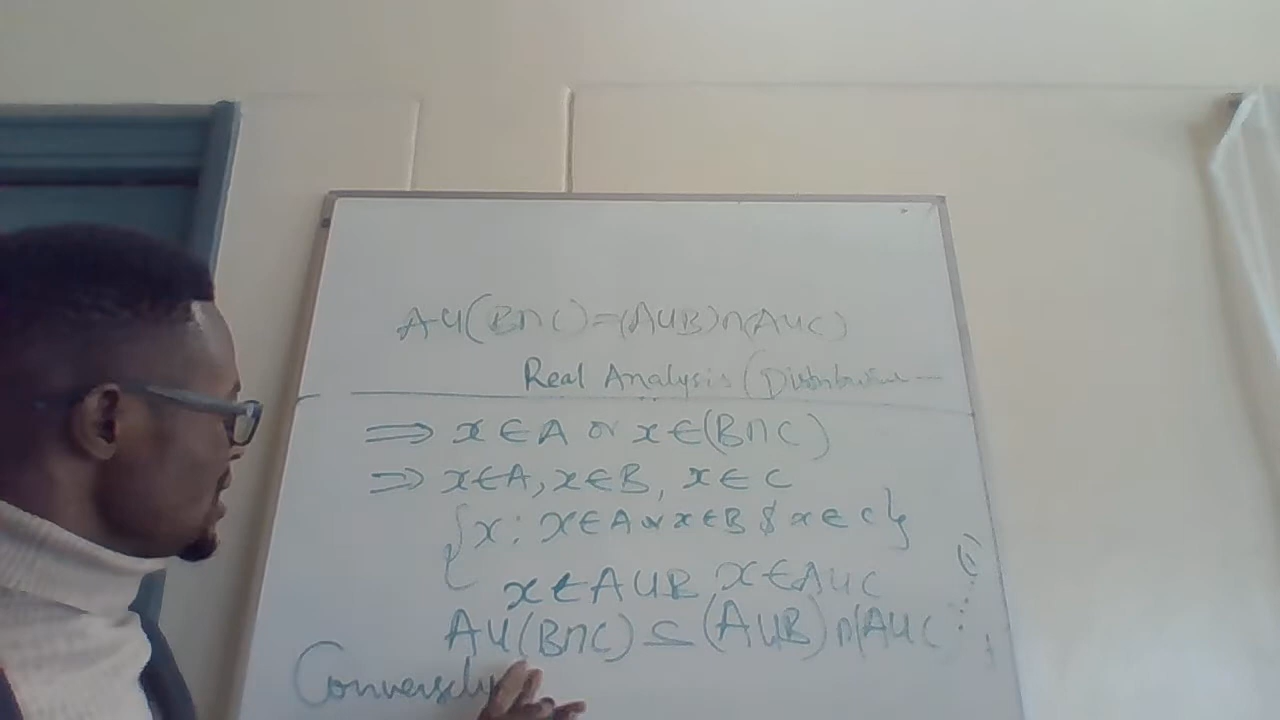 A∪(B∩C)=(A∪B)∩(A∪C)
Real Analysis (Distributive
⇒ x∈A or x∈(B∩C)
⇒ x∈A, x∈B, x∈C
{x: x∈A or x∈B & x∈C}
x∈A∪B, x∈A∪C
A∪(B∩C)⊆(A∪B)∩(A∪C
Conversely